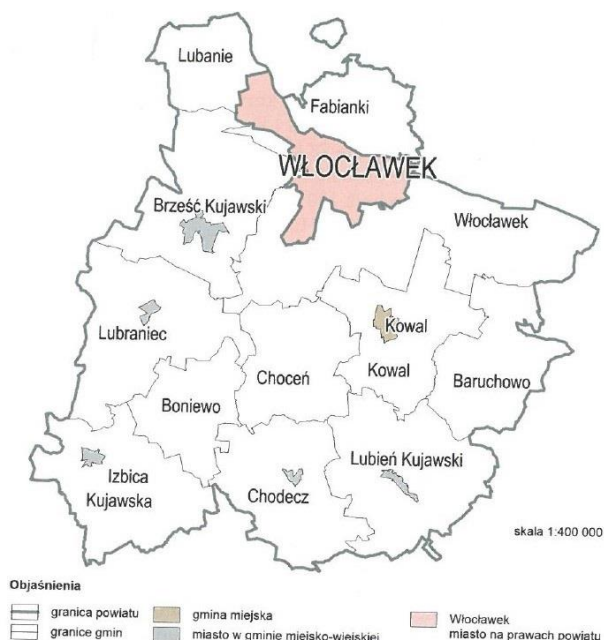 Lubanie
Fabianki
WŁOCŁAWEK
Brześć Kujawski
Włocławek
Lubraniec
Kowal
Choceń
Kowal
Baruchowo
Boniewo
Lubień Kujawski
Izbica
Kujawska
Chodecz
skala 1:400 000
Objaśnienia
granica powiatu
gmina miejska
Włocławek
miasto na prawach powiatu
granice gmin
miasto w gminie miejsko-wiejskiej